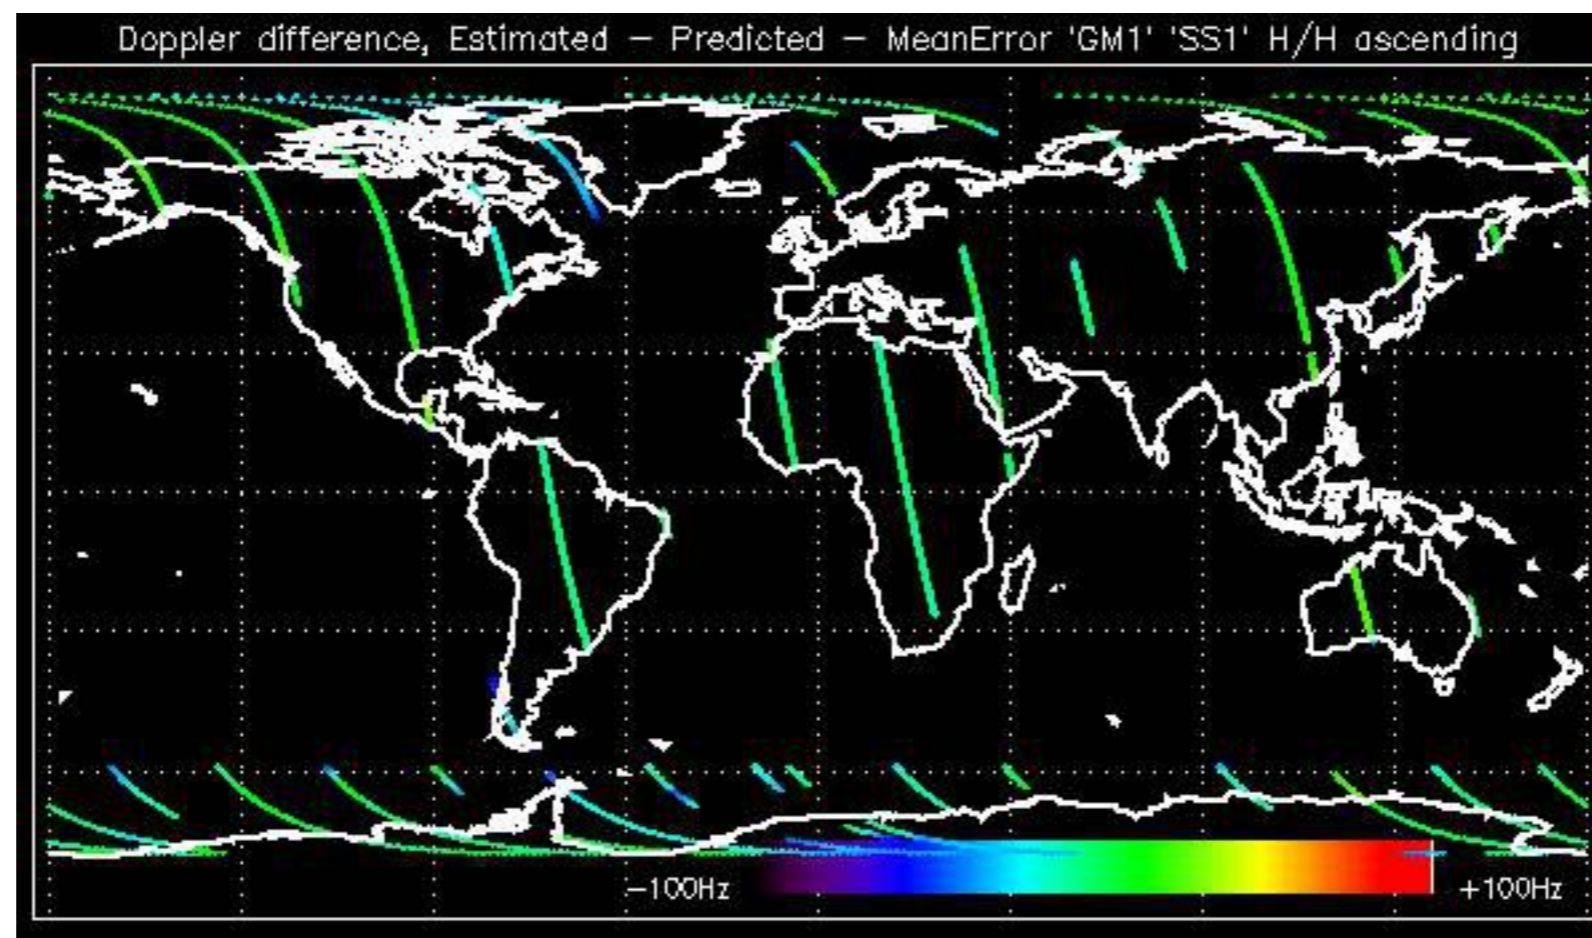 Doppler difference, Estimated – Predicted – MeanError 'GM1' 'SS1' H/H ascending
–100Hz
+100Hz